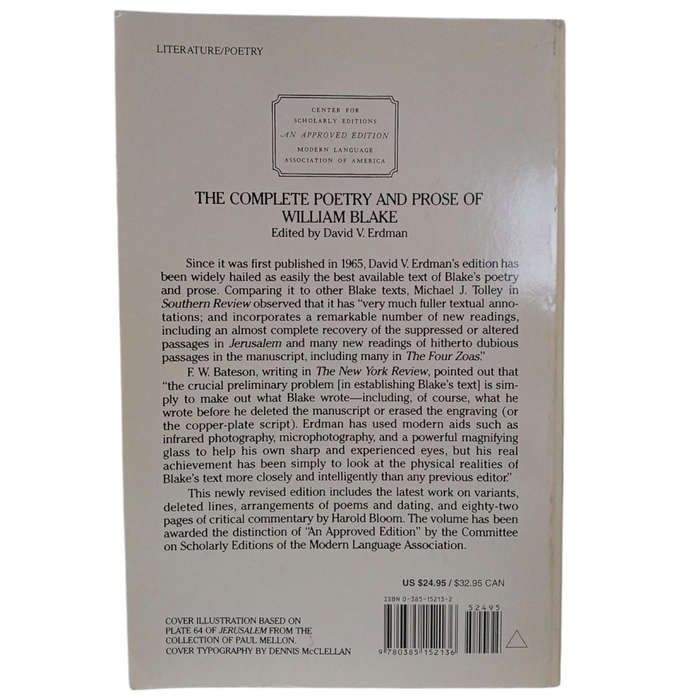 LITERATURE/POETRY
CENTER FOR
SCHOLARLY EDITIONS
AN APPROVED EDITION
MODERN LANGUAGE
ASSOCIATION OF AMERICA
THE COMPLETE POETRY AND PROSE OF
WILLIAM BLAKE
Edited by David V. Erdman
Since it was first published in 1965, David V. Erdman's edition has
been widely hailed as easily the best available text of Blake's poetry
and prose. Comparing it to other Blake texts, Michael J. Tolley in
Southern Review observed that it has "very much fuller textual anno-
tations; and incorporates a remarkable number of new readings,
including an almost complete recovery of the suppressed or altered
passages in Jerusalem and many new readings of hitherto dubious
passages in the manuscript, including many in The Four Zoas."
F. W. Bateson, writing in The New York Review, pointed out that
"the crucial preliminary problem [in establishing Blake's text] is sim-
ply to make out what Blake wrote—including, of course, what he
wrote before he deleted the manuscript or erased the engraving (or
the copper-plate script). Erdman has used modern aids such as
infrared photography, microphotography, and a powerful magnifying
glass to help his own sharp and experienced eyes, but his real
achievement has been simply to look at the physical realities of
Blake's text more closely and intelligently than any previous editor."
This newly revised edition includes the latest work on variants,
deleted lines, arrangements of poems and dating, and eighty-two
pages of critical commentary by Harold Bloom. The volume has been
awarded the distinction of "An Approved Edition" by the Committee
on Scholarly Editions of the Modern Language Association.
US $24.95 / $32.95 CAN
ISBN 0-385-15213-2
52495
9 780385 152136
COVER ILLUSTRATION BASED ON
PLATE 64 OF JERUSALEM FROM THE
COLLECTION OF PAUL MELLON.
COVER TYPOGRAPHY BY DENNIS McCLELLAN